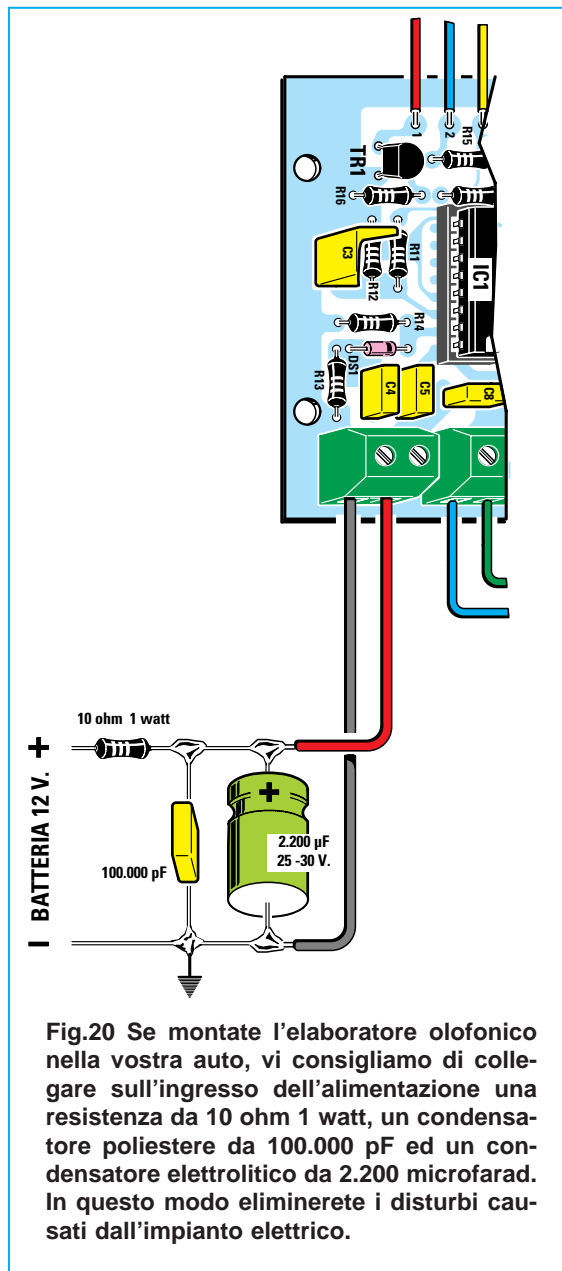 1
2
R15
TR1
R16
IC1
C3
R11
R12
R14
DS1
R13
C4
C5
C8
10 ohm 1 watt
+
BATTERIA 12 V.
–
100.000 pF
+
2.200 µF
25 -30 V.
Fig.20 Se montate l'elaboratore olofonico
nella vostra auto, vi consigliamo di colle-
gare sull'ingresso dell'alimentazione una
resistenza da 10 ohm 1 watt, un condensa-
tore poliestere da 100.000 pF ed un con-
densatore elettrolitico da 2.200 microfarad.
In questo modo eliminerete i disturbi cau-
sati dall'impianto elettrico.